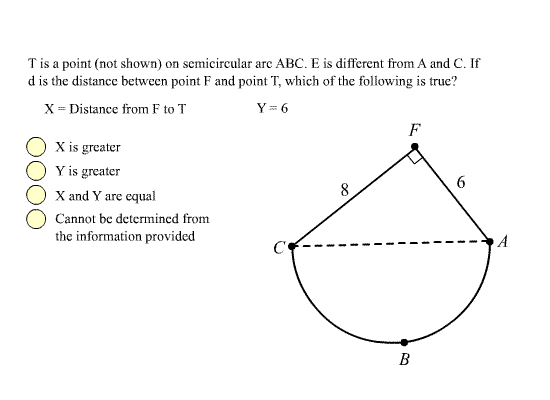 T is a point (not shown) on semicircular arc ABC. E is different from A and C. If
d is the distance between point F and point T, which of the following is true?
X = Distance from F to T
Y = 6
X is greater
Y is greater
X and Y are equal
Cannot be determined from
the information provided
F
8
6
C
A
B